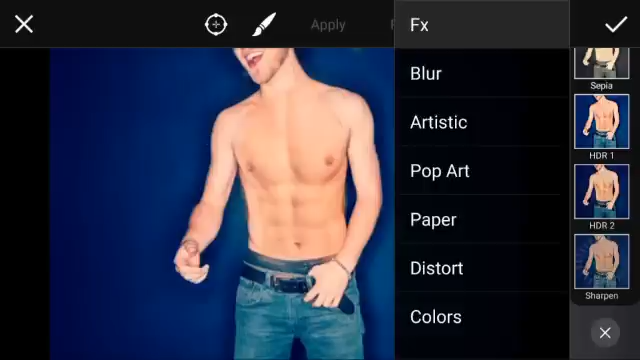 Apply
Fx
Blur
Artistic
Pop Art
Paper
Distort
Colors
Sepia
HDR 1
HDR 2
Sharpen